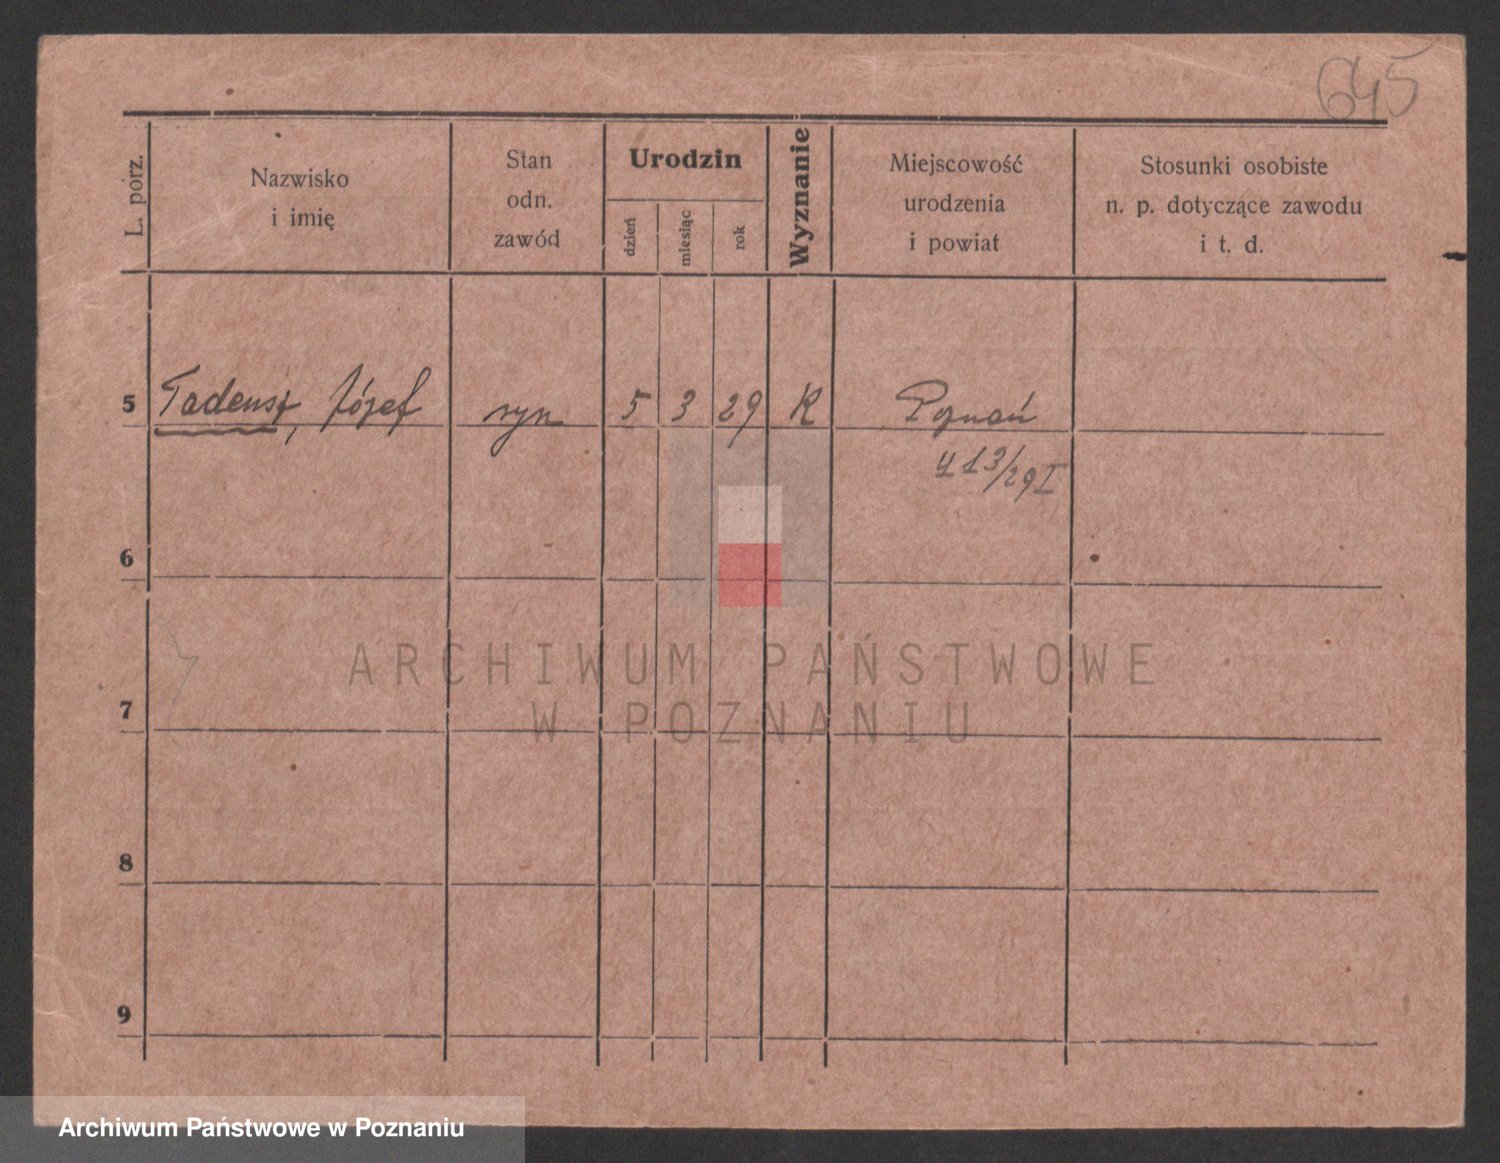 645
L. porz.
Nazwisko
i imię
Stan
odn.
zawód
Urodzin
dzień
miesiąc
rok
Wyznanie
Miejscowość
urodzenia
i powiat
Stosunki osobiste
n. p. dotyczące zawodu
i t. d.
5 Tadeusz, Józef syn 5 3 29 K Poznań
413/29 I
6
7
8
9
ARCHIWUM PAŃSTWOWE
W POZNANIU
Archiwum Państwowe w Poznaniu